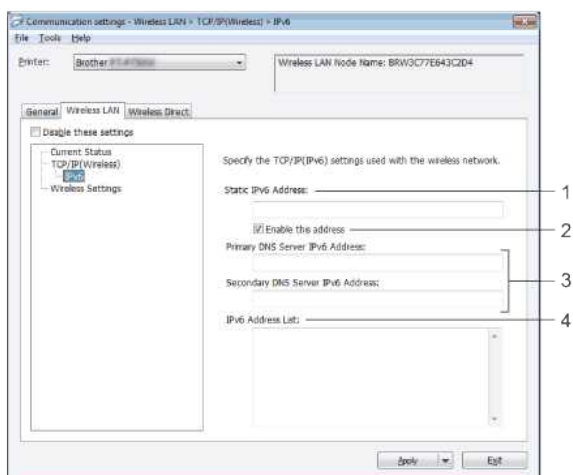 Communication settings - Wireless LAN > TCP/IP(Wireless) > IPv6
File Tools Help
Printer: Brother
Wireless LAN Node Name: BRW3C77E643C2D4
General Wireless LAN Wireless Direct
Disable these settings
Current Status
TCP/IP(Wireless)
IPv6
Wireless Settings
Specify the TCP/IP(IPv6) settings used with the wireless network.
Static IPv6 Address: 1
Enable this address 2
Primary DNS Server IPv6 Address:
3
Secondary DNS Server IPv6 Address:
IPv6 Address List: 4
Apply Exit